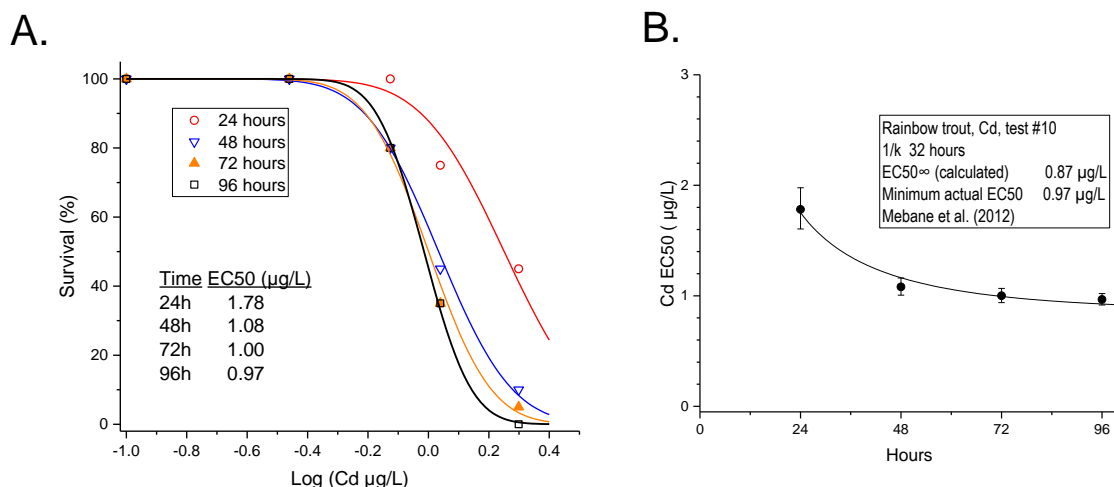 A.
100
80
60
40
20
0
Survival (%)
24 hours
48 hours
72 hours
96 hours
Time EC50 (µg/L)
24h 1.78
48h 1.08
72h 1.00
96h 0.97
-1.0 -0.8 -0.6 -0.4 -0.2 0.0 0.2 0.4
Log (Cd µg/L)
B.
3
2
1
0
Cd EC50 ( µg/L)
Rainbow trout, Cd, test #10
1/k 32 hours
EC50∞ (calculated) 0.87 µg/L
Minimum actual EC50 0.97 µg/L
Mebane et al. (2012)
0 24 48 72 96
Hours